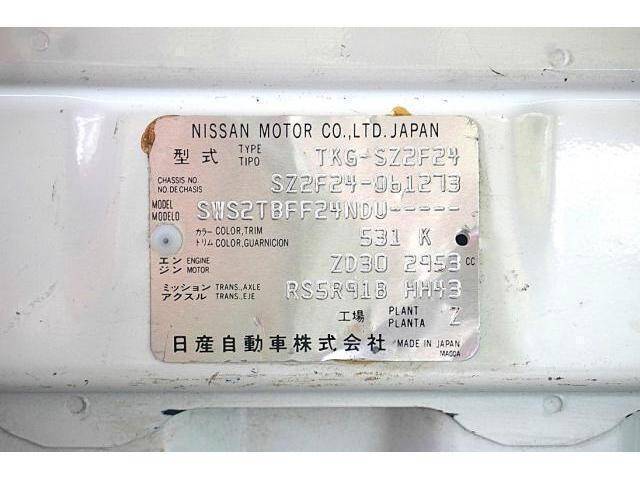 NISSAN MOTOR CO.,LTD. JAPAN
型式 TYPE TIPO TKG-SZ2F24
CHASSIS NO. NO.DE CHASIS SZ2F24-061273
MODEL MODELO SWS2TBFF24NDU-----
カラー COLOR,TRIM
トリム COLOR,GUARNICION 531 K
エンジン ENGINE MOTOR ZD30 2953 CC
ミッション TRANS.,AXLE
アクスル TRANS.,EJE RS5R91B HH43
工場 PLANT PLANTA Z
日産自動車株式会社 MADE IN JAPAN
MA00A